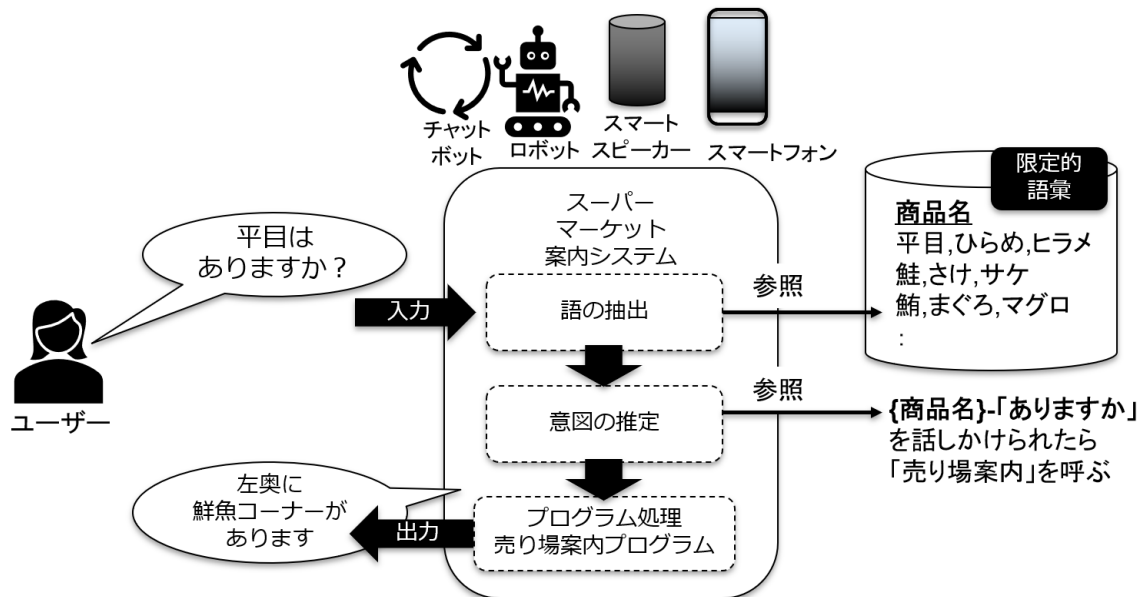 チャット
ボット
ロボット
スマート
スピーカー
スマートフォン
限定的
語彙
商品名
平目,ひらめ,ヒラメ
鮭,さけ,サケ
鮪,まぐろ,マグロ
:
スーパー
マーケット
案内システム
平目は
ありますか？
入力
語の抽出
参照
ユーザー
意図の推定
参照
{商品名}-「ありますか」
を話しかけられたら
「売り場案内」を呼ぶ
左奥に
鮮魚コーナーが
あります
出力
プログラム処理
売り場案内プログラム